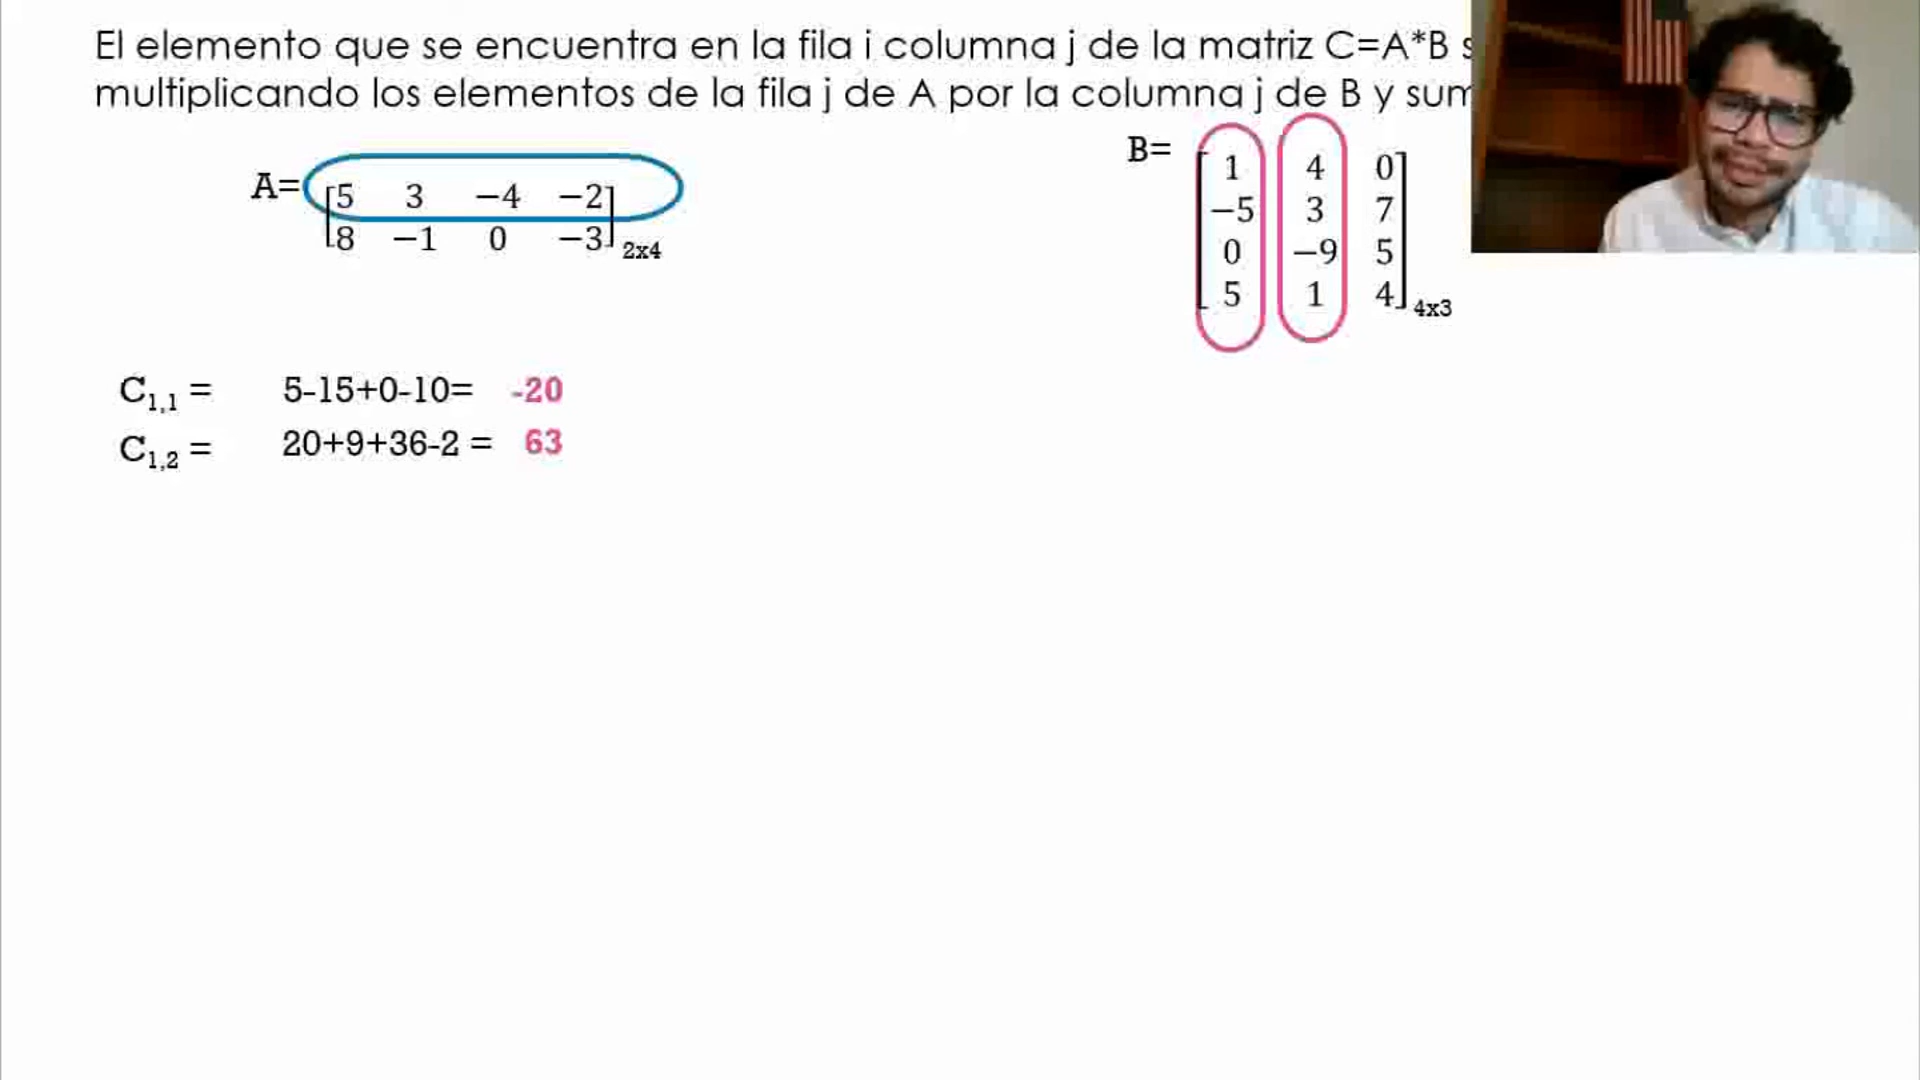 El elemento que se encuentra en la fila i columna j de la matriz C=A*B
multiplicando los elementos de la fila j de A por la columna j de B y
A=
5 3 −4 −2
8 −1 0 −3
2x4
B=
1 4 0
−5 3 7
0 −9 5
5 1 4
4x3
C1,1 = 5-15+0-10= -20
C1,2 = 20+9+36-2 = 63